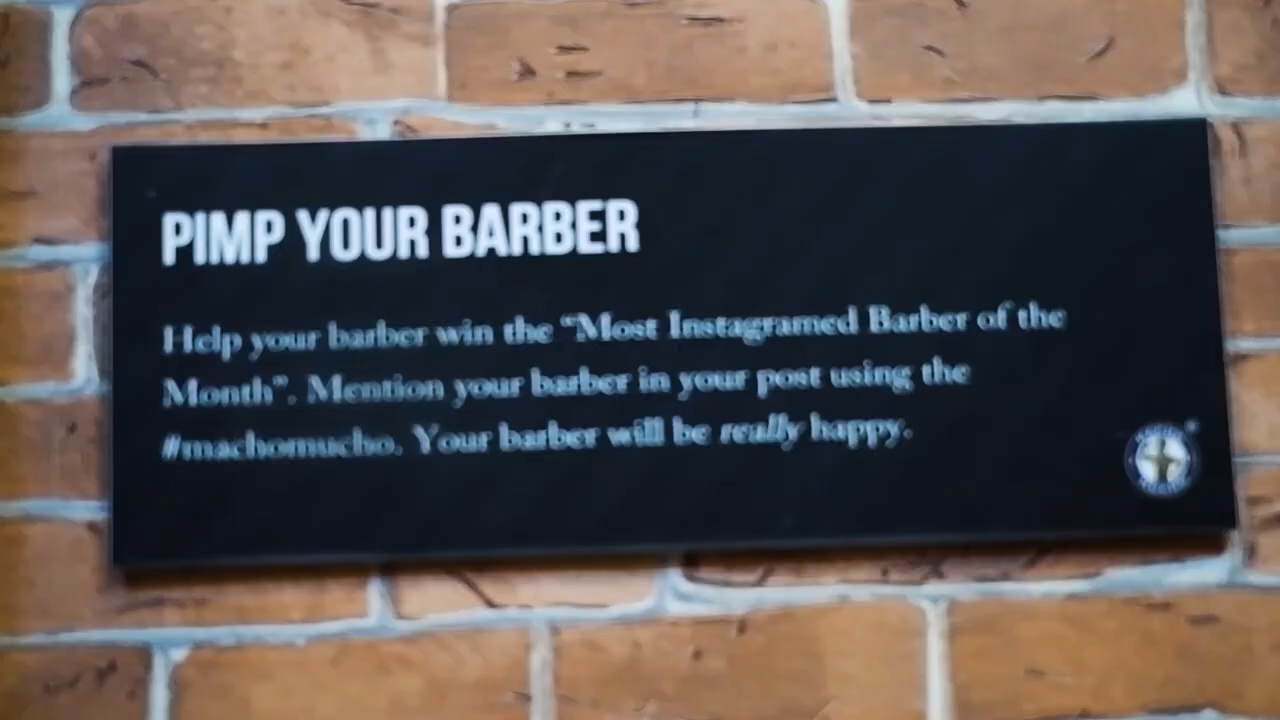 PIMP YOUR BARBER
Help your barber win the “Most Instagramed Barber of the
Month”. Mention your barber in your post using the
#machomucho. Your barber will be really happy.